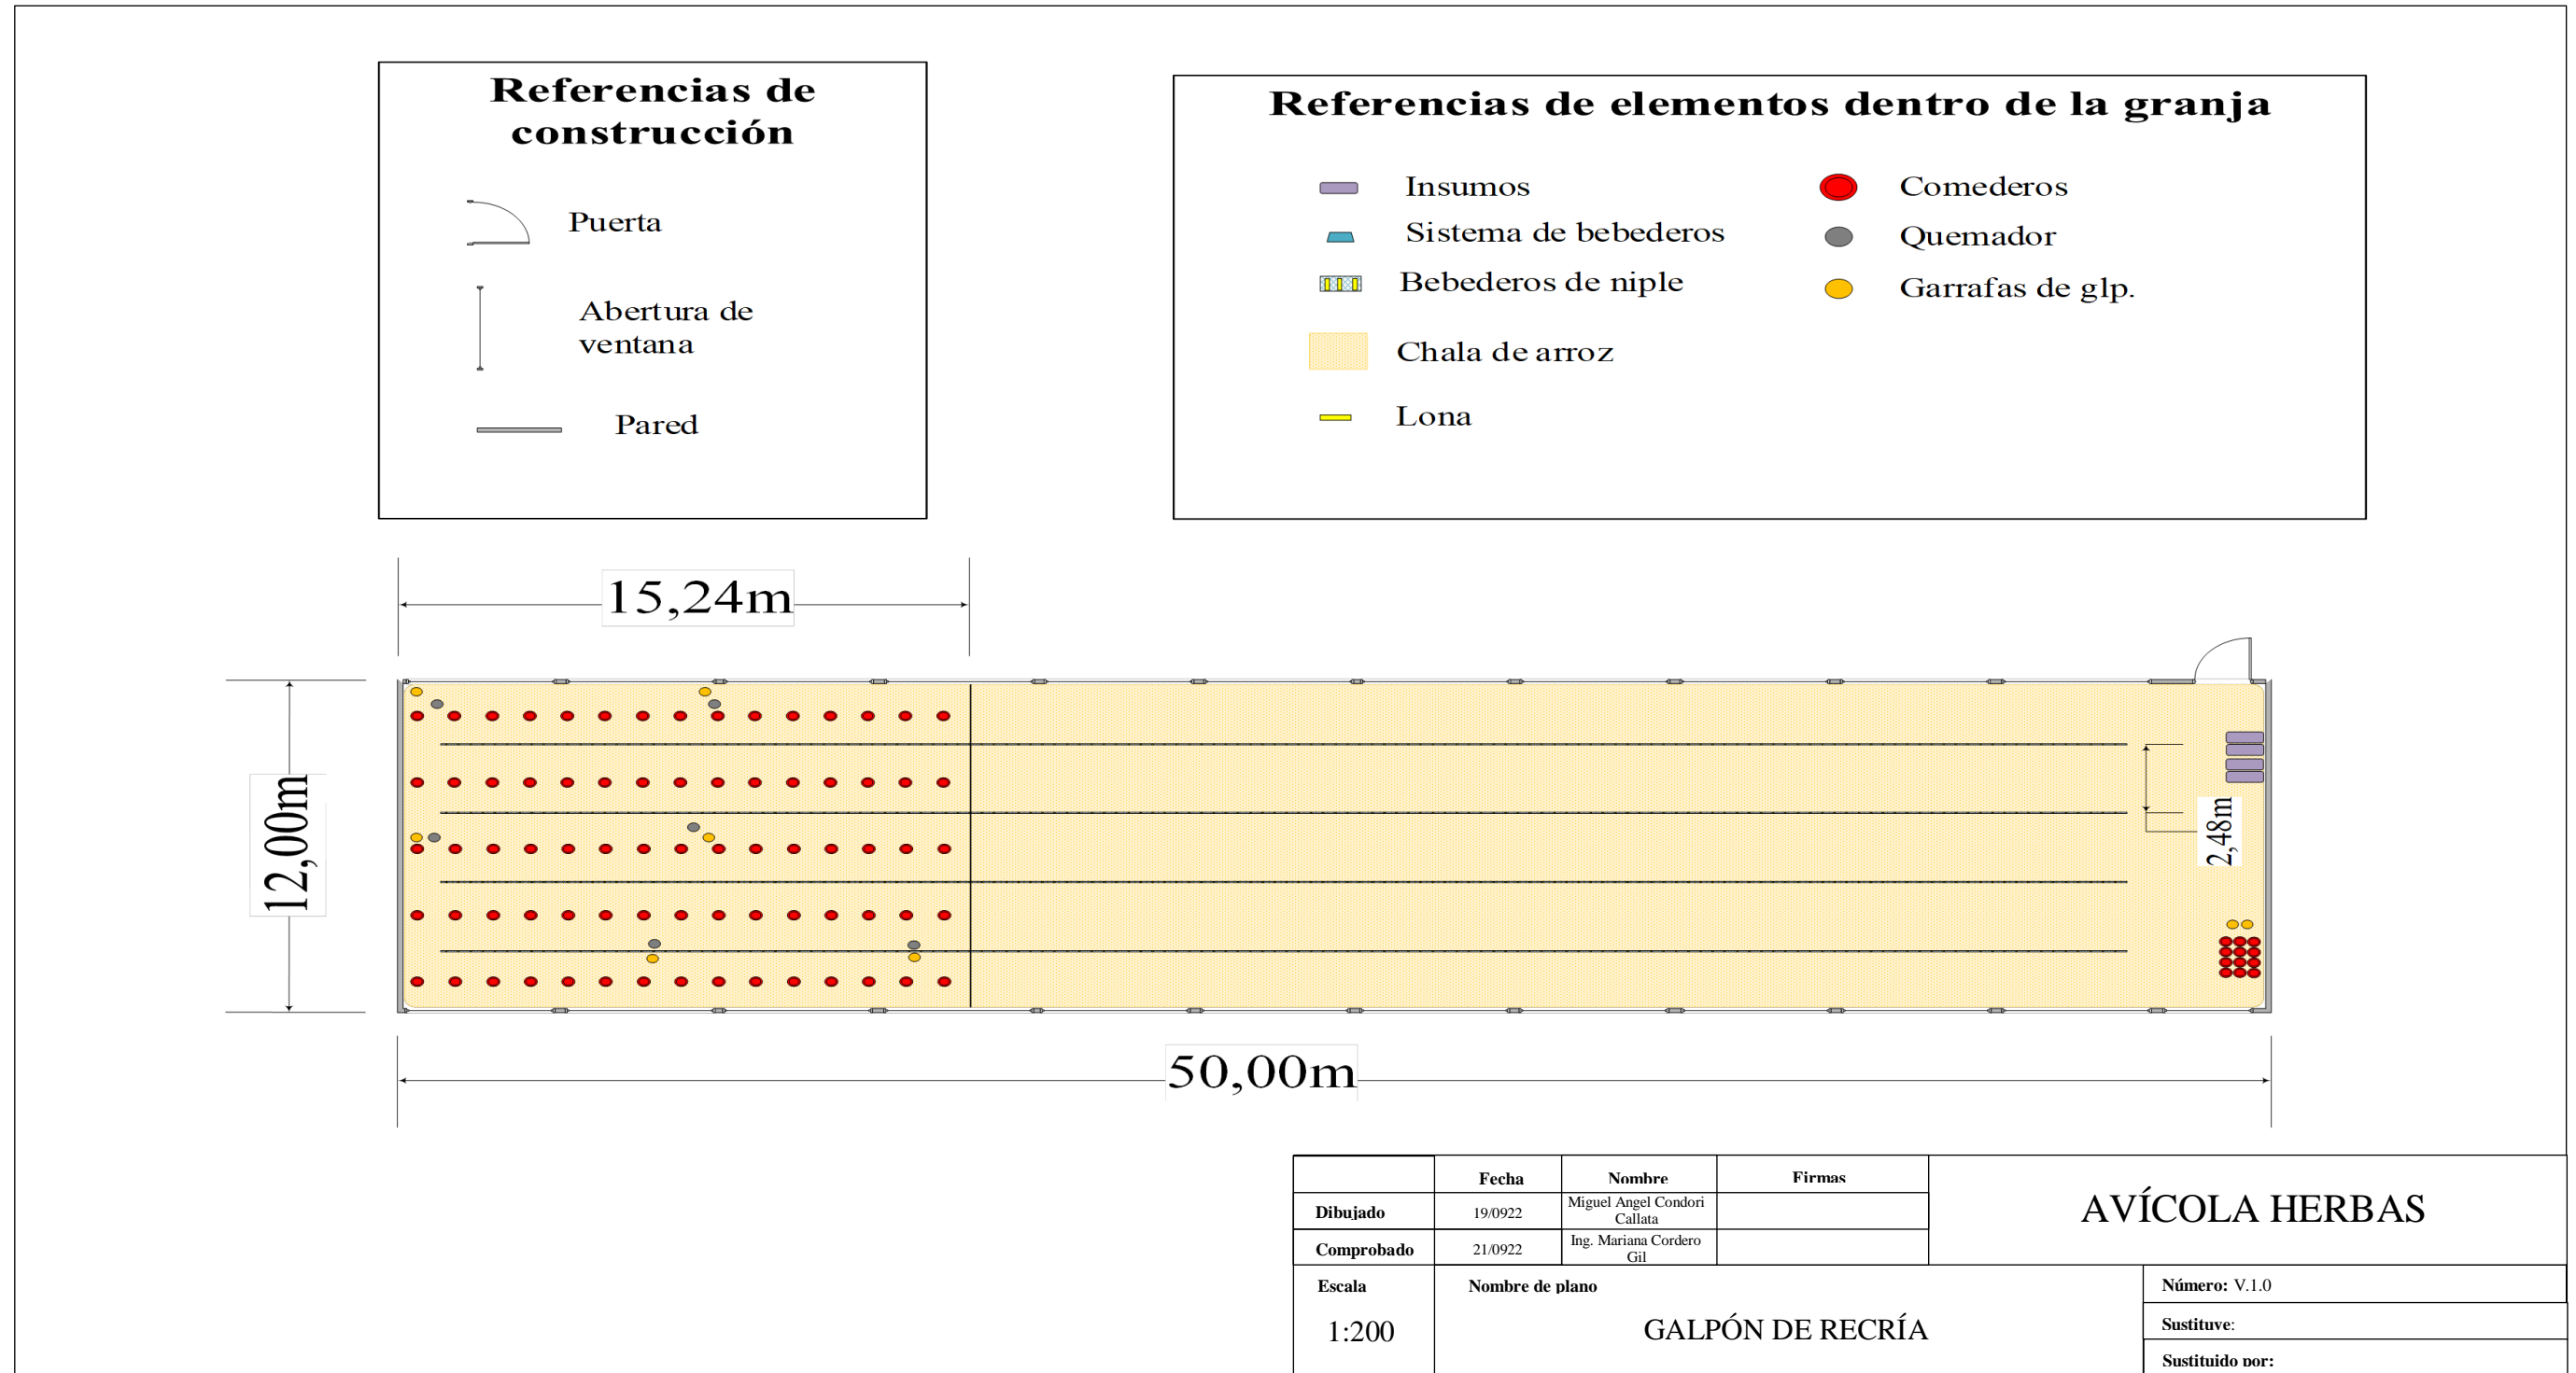 Referencias de
construcción
Puerta
Abertura de
ventana
Pared
Referencias de elementos dentro de la granja
Insumos
Sistema de bebederos
Bebederos de niple
Chala de arroz
Lona
Comederos
Quemador
Garrafas de glp.
15,24m
12,00m
2,48m
50,00m
Fecha
Nombre
Firmas
Dibujado
19/0922
Miguel Angel Condori
Callata
Comprobado
21/0922
Ing. Mariana Cordero
Gil
AVÍCOLA HERBAS
Escala
1:200
Nombre de plano
GALPÓN DE RECRÍA
Número: V.1.0
Sustituye:
Sustituido por: